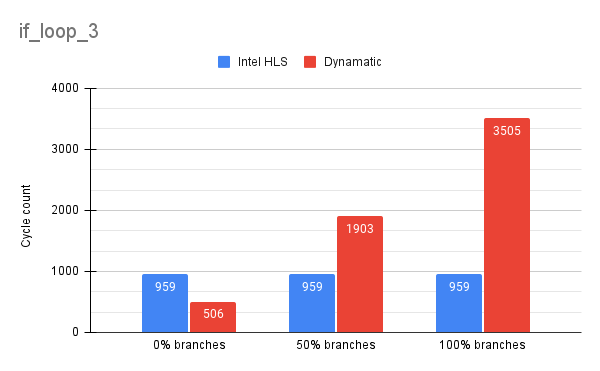 if_loop_3
Intel HLS Dynamatic
4000
3000
2000
1000
0
Cycle count
959 506 959 1903 959 3505
0% branches 50% branches 100% branches